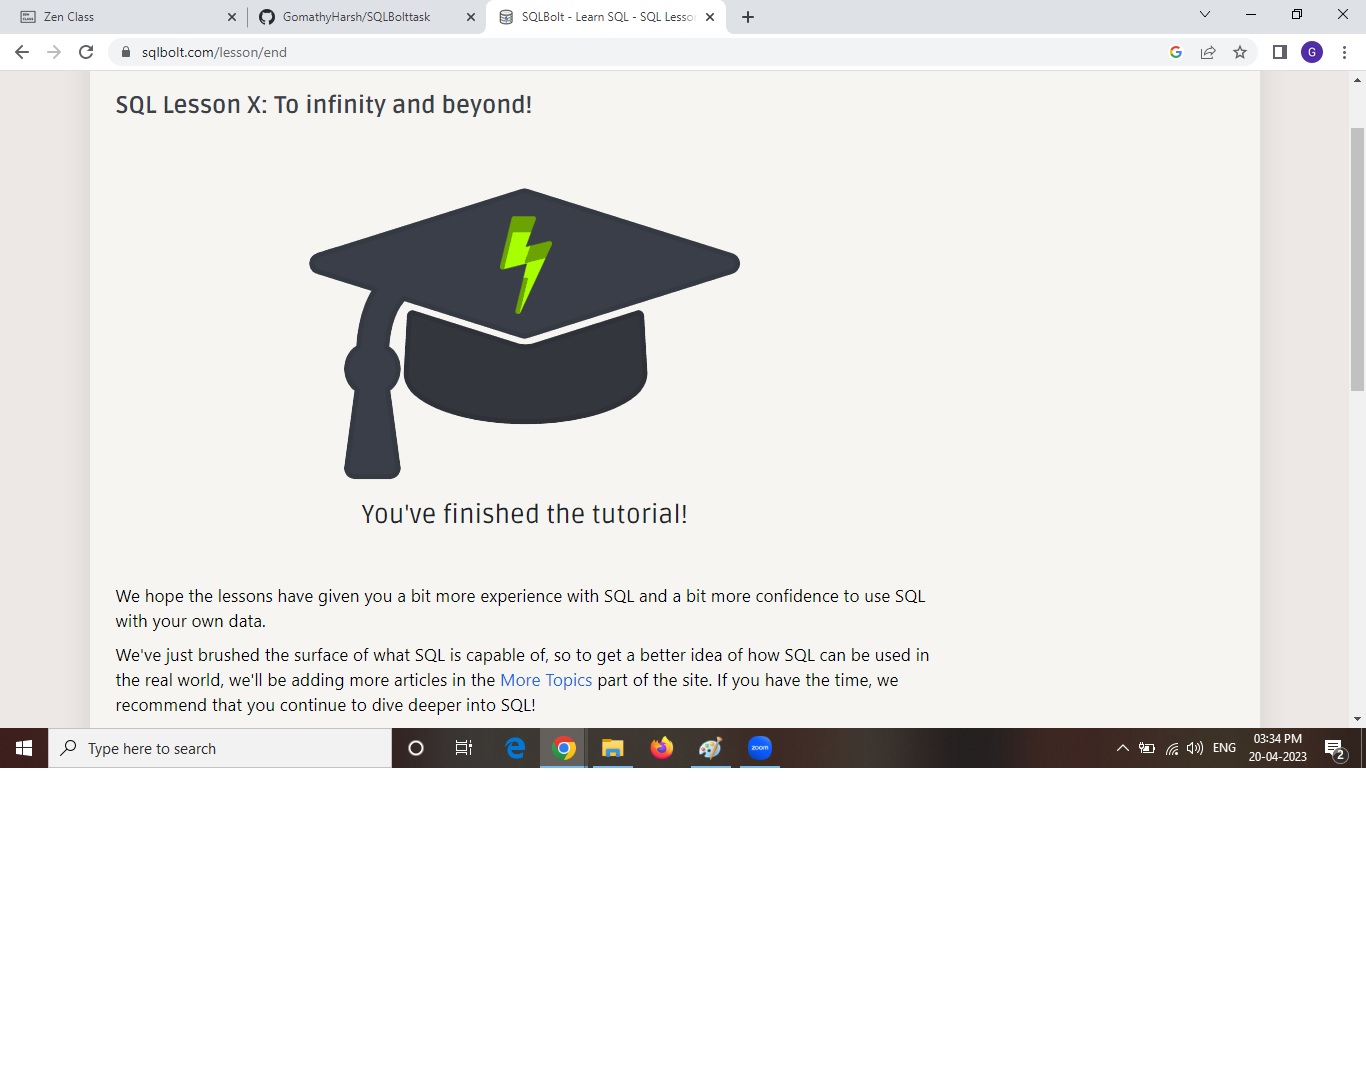 Zen Class
GomathyHarsh/SQLBolttask
SQLBolt - Learn SQL - SQL Lesso
sqlbolt.com/lesson/end
G
SQL Lesson X: To infinity and beyond!
You've finished the tutorial!
We hope the lessons have given you a bit more experience with SQL and a bit more confidence to use SQL
with your own data.
We've just brushed the surface of what SQL is capable of, so to get a better idea of how SQL can be used in
the real world, we'll be adding more articles in the More Topics part of the site. If you have the time, we
recommend that you continue to dive deeper into SQL!
Type here to search
zoom
ENG
03:34 PM
20-04-2023
2